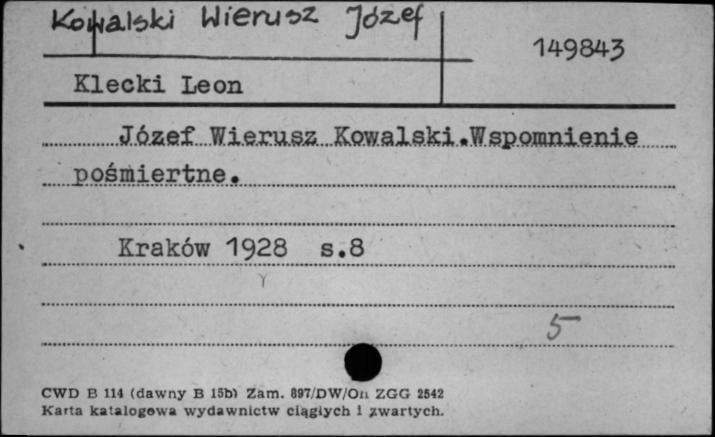 Kowalski Wierusz Józef
149843
Klecki Leon
Józef Wierusz Kowalski.Wspomnienie
pośmiertne.
Kraków 1928 s.8
5
CWD B 114 (dawny B 15b) Zam. 897/DW/On ZGG 2542
Karta katalogowa wydawnictw ciągłych i zwartych.